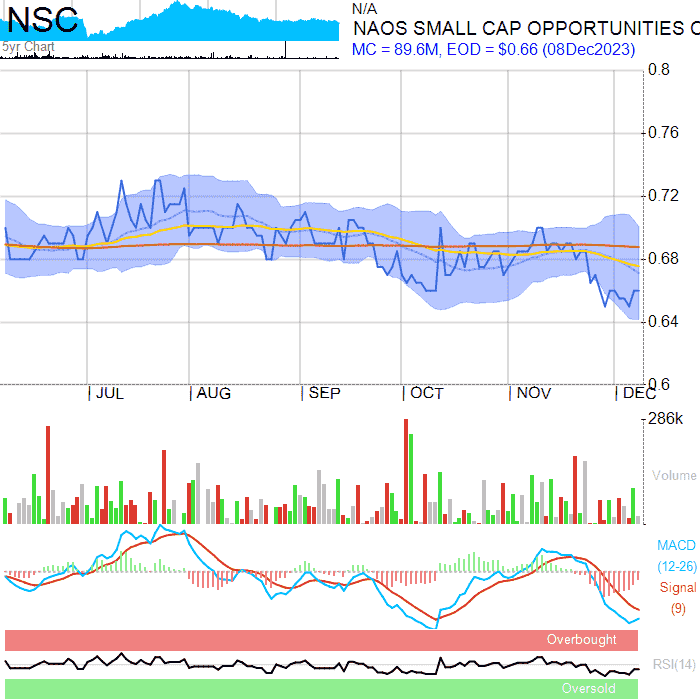 NSC
5yr Chart
N/A
NAOS SMALL CAP OPPORTUNITIES C
MC = 89.6M, EOD = $0.66 (08Dec2023)
0.8
0.76
0.72
0.68
0.64
0.6
JUL AUG SEP OCT NOV DEC
286k
Volume
MACD
(12-26)
Signal
(9)
Overbought
RSI(14)
Oversold